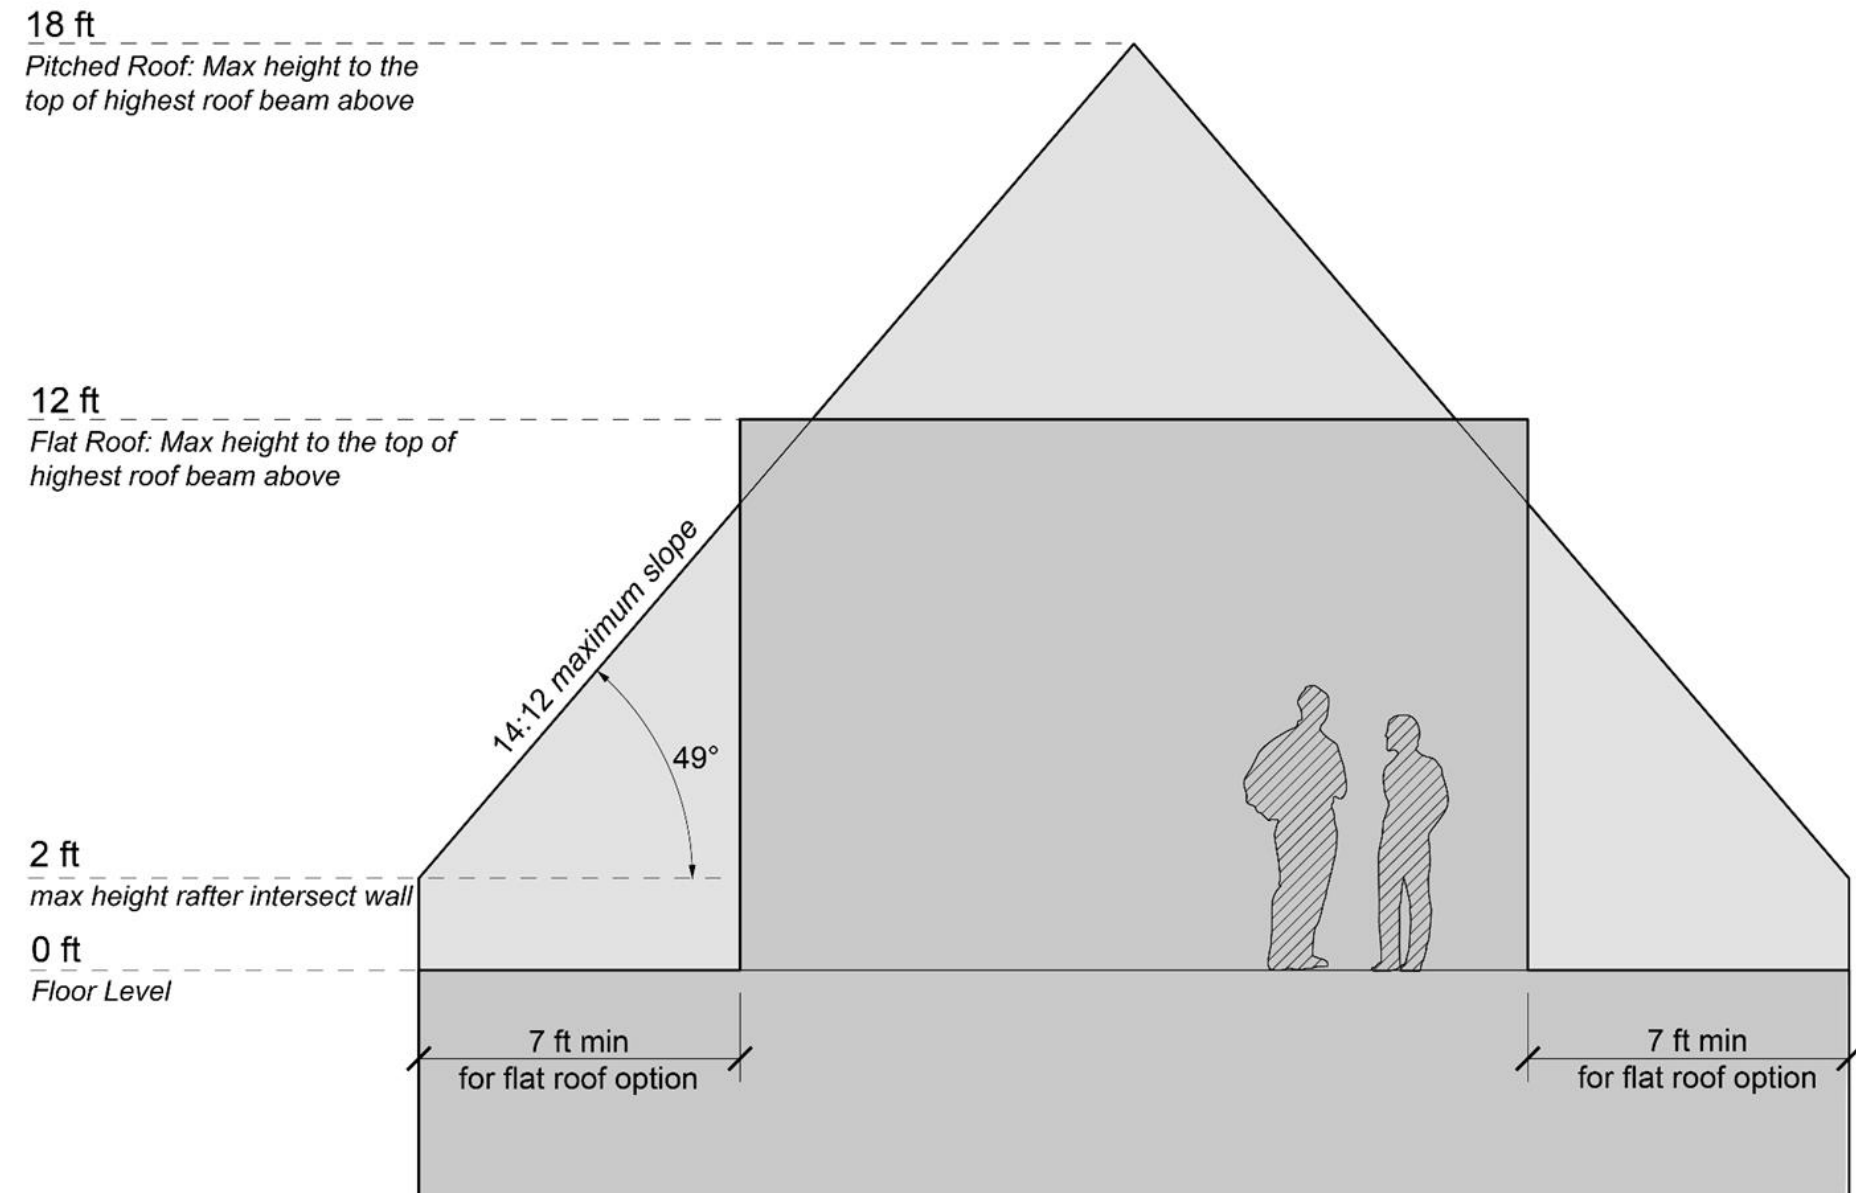 18 ft
Pitched Roof: Max height to the
top of highest roof beam above
12 ft
Flat Roof: Max height to the top of
highest roof beam above
14:12 maximum slope
49°
2 ft
max height rafter intersect wall
0 ft
Floor Level
7 ft min
for flat roof option
7 ft min
for flat roof option